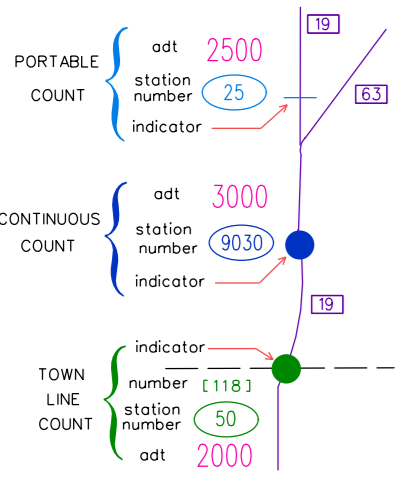 19
adt 2500
PORTABLE
station
number 25
COUNT
63
indicator
adt 3000
CONTINUOUS
station
number 9030
COUNT
indicator
19
indicator
TOWN
number [118]
LINE
station
number 50
COUNT
adt 2000